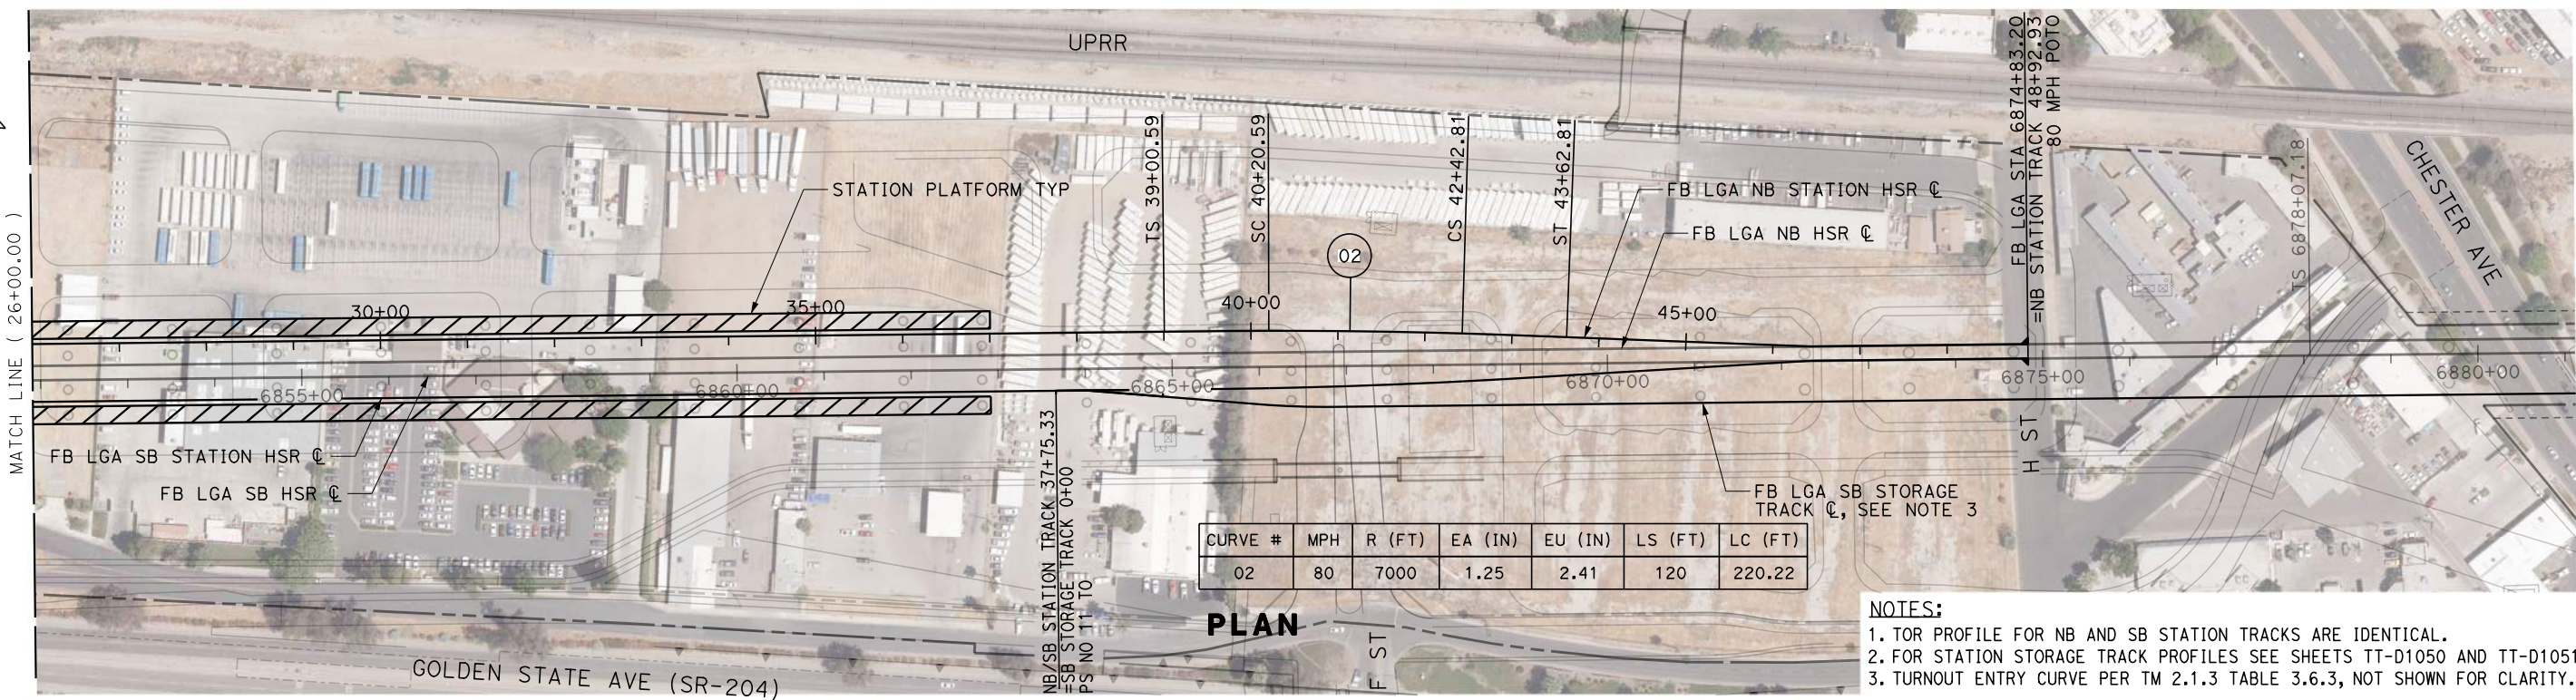 UPRR
MATCH LINE ( 26+00.00 )
STATION PLATFORM TYP
TS 39+00.59
SC 40+20.59
CS 42+42.81
ST 43+62.81
02
FB LGA NB STATION HSR ℄
FB LGA NB HSR ℄
FB LGA STA 6874+83.20
=NB STATION TRACK 48+92.93
80 MPH POTO
TS 6878+07.18
CHESTER AVE
30+00
35+00
40+00
45+00
6855+00
6860+00
6865+00
6870+00
6875+00
6880+00
FB LGA SB STATION HSR ℄
FB LGA SB HSR ℄
NB/SB STATION TRACK 37+75.33
=SB STORAGE TRACK 0+00
PS NO 11 TO
FB LGA SB STORAGE
TRACK ℄, SEE NOTE 3
H ST
CURVE # MPH R (FT) EA (IN) EU (IN) LS (FT) LC (FT)
02 80 7000 1.25 2.41 120 220.22
PLAN
F ST
GOLDEN STATE AVE (SR-204)
NOTES:
1. TOR PROFILE FOR NB AND SB STATION TRACKS ARE IDENTICAL.
2. FOR STATION STORAGE TRACK PROFILES SEE SHEETS TT-D1050 AND TT-D1051
3. TURNOUT ENTRY CURVE PER TM 2.1.3 TABLE 3.6.3, NOT SHOWN FOR CLARITY.